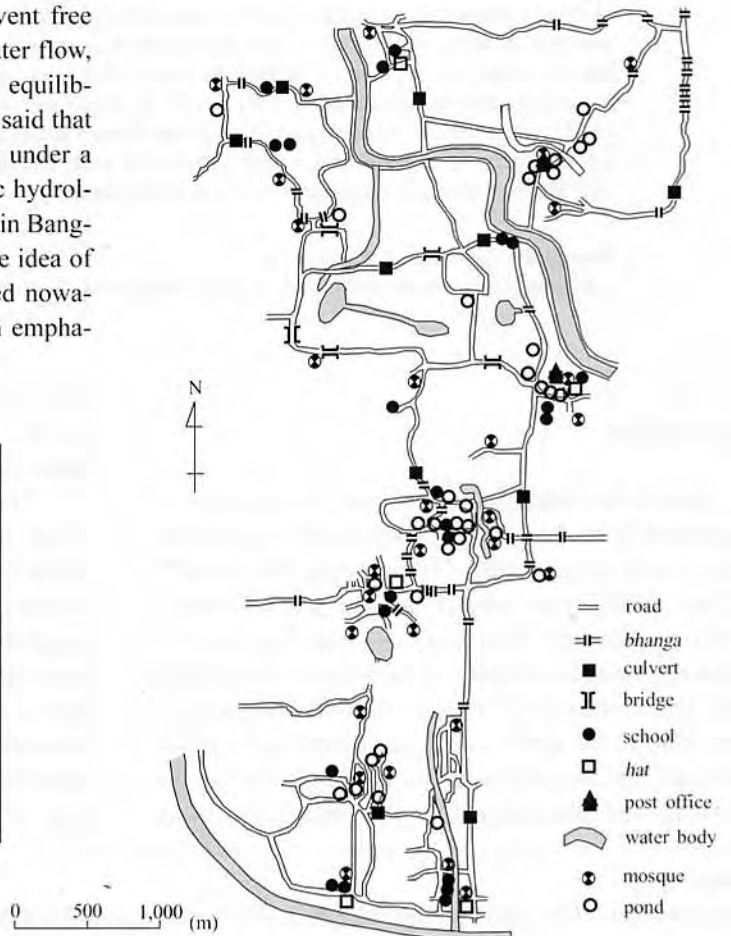 vent free
ter flow,
equilib-
said that
under a
c hydrol-
in Bang-
e idea of
ed nowa-
n empha-
N
road
bhanga
culvert
bridge
school
hat
post office
water body
mosque
pond
0 500 1,000 (m)